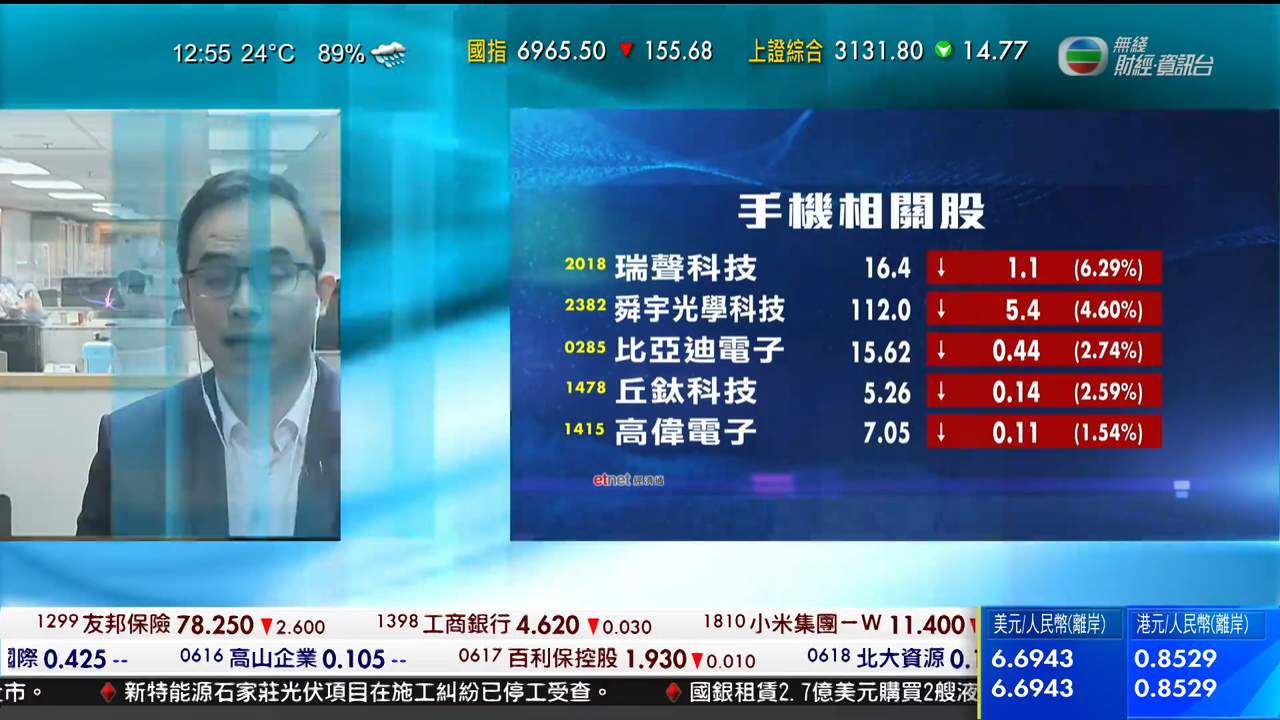 12:55 24°C 89% 國指 6965.50 ▼ 155.68 上證綜合 3131.80 14.77
無綫
財經·資訊台
手機相關股
2018 瑞聲科技 16.4 ↓ 1.1 (6.29%)
2382 舜宇光學科技 112.0 ↓ 5.4 (4.60%)
0285 比亞迪電子 15.62 ↓ 0.44 (2.74%)
1478 丘鈦科技 5.26 ↓ 0.14 (2.59%)
1415 高偉電子 7.05 ↓ 0.11 (1.54%)
etnet 經濟通
1299 友邦保險 78.250 ▼2.600 1398 工商銀行 4.620 ▼0.030 1810 小米集團－W 11.400
國際 0.425 -- 0616 高山企業 0.105 -- 0617 百利保控股 1.930 ▼0.010 0618 北大資源 0.1
市。 ♦ 新特能源石家莊光伏項目在施工糾紛已停工受查。 ♦ 國銀租賃2.7億美元購買2艘液
美元/人民幣(離岸) 港元/人民幣(離岸)
6.6943 0.8529
6.6943 0.8529